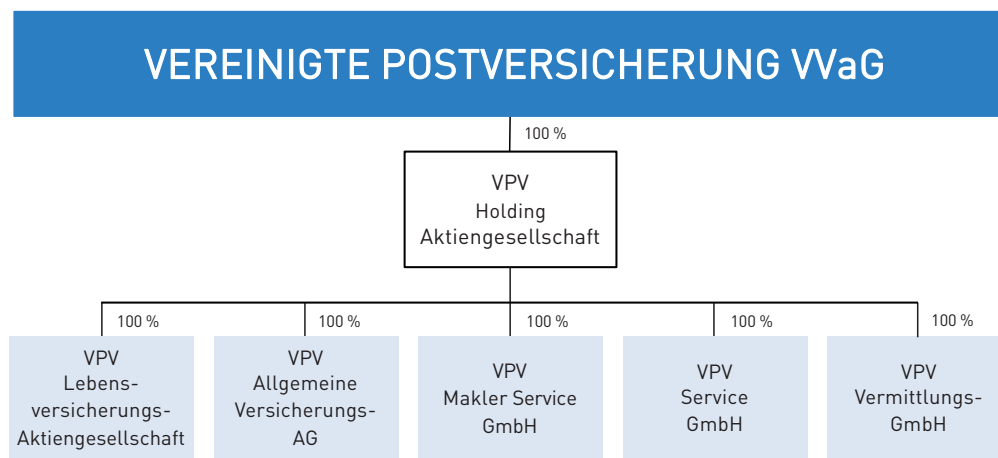 VEREINIGTE POSTVERSICHERUNG VVaG
100 %
VPV
Holding
Aktiengesellschaft
100 %
VPV
Lebens-
versicherungs-
Aktiengesellschaft
100 %
VPV
Allgemeine
Versicherungs-
AG
100 %
VPV
Makler Service
GmbH
100 %
VPV
Service
GmbH
100 %
VPV
Vermittlungs-
GmbH